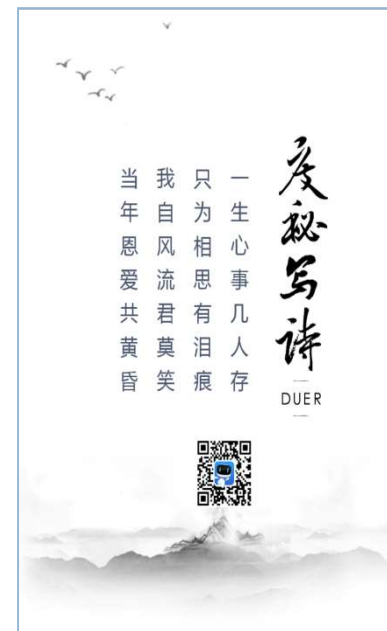 度秘写诗
DUER
一生心事几人存
只为相思有泪痕
我自风流君莫笑
当年恩爱共黄昏